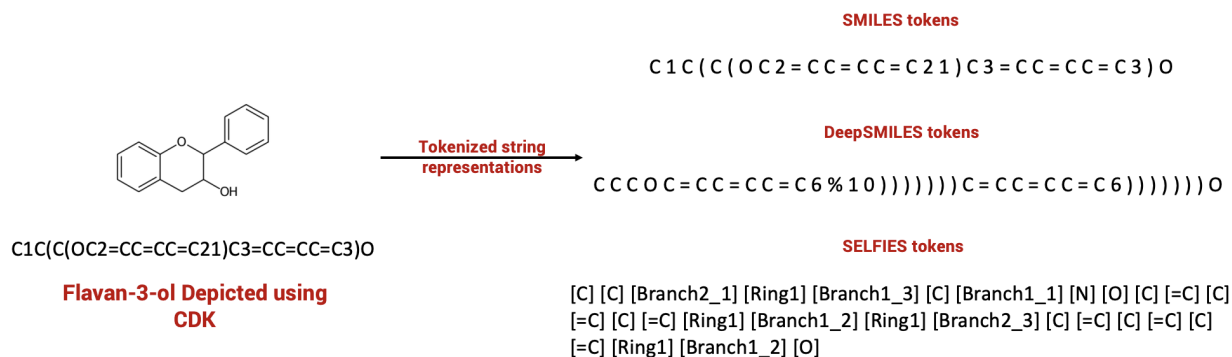 SMILES tokens
C 1 C ( C ( O C 2 = C C = C C = C 2 1 ) C 3 = C C = C C = C 3 ) O
DeepSMILES tokens
C C C O C = C C = C C = C 6 % 1 0 ) ) ) ) ) ) ) C = C C = C C = C 6 ) ) ) ) ) ) ) O
SELFIES tokens
[C] [C] [Branch2_1] [Ring1] [Branch1_3] [C] [Branch1_1] [N] [O] [C] [=C] [C]
[=C] [C] [=C] [Ring1] [Branch1_2] [Ring1] [Branch2_3] [C] [=C] [C] [=C] [C]
[=C] [Ring1] [Branch1_2] [O]
Tokenized string
representations
O
OH
C1C(C(OC2=CC=CC=C21)C3=CC=CC=C3)O
Flavan-3-ol Depicted using
CDK